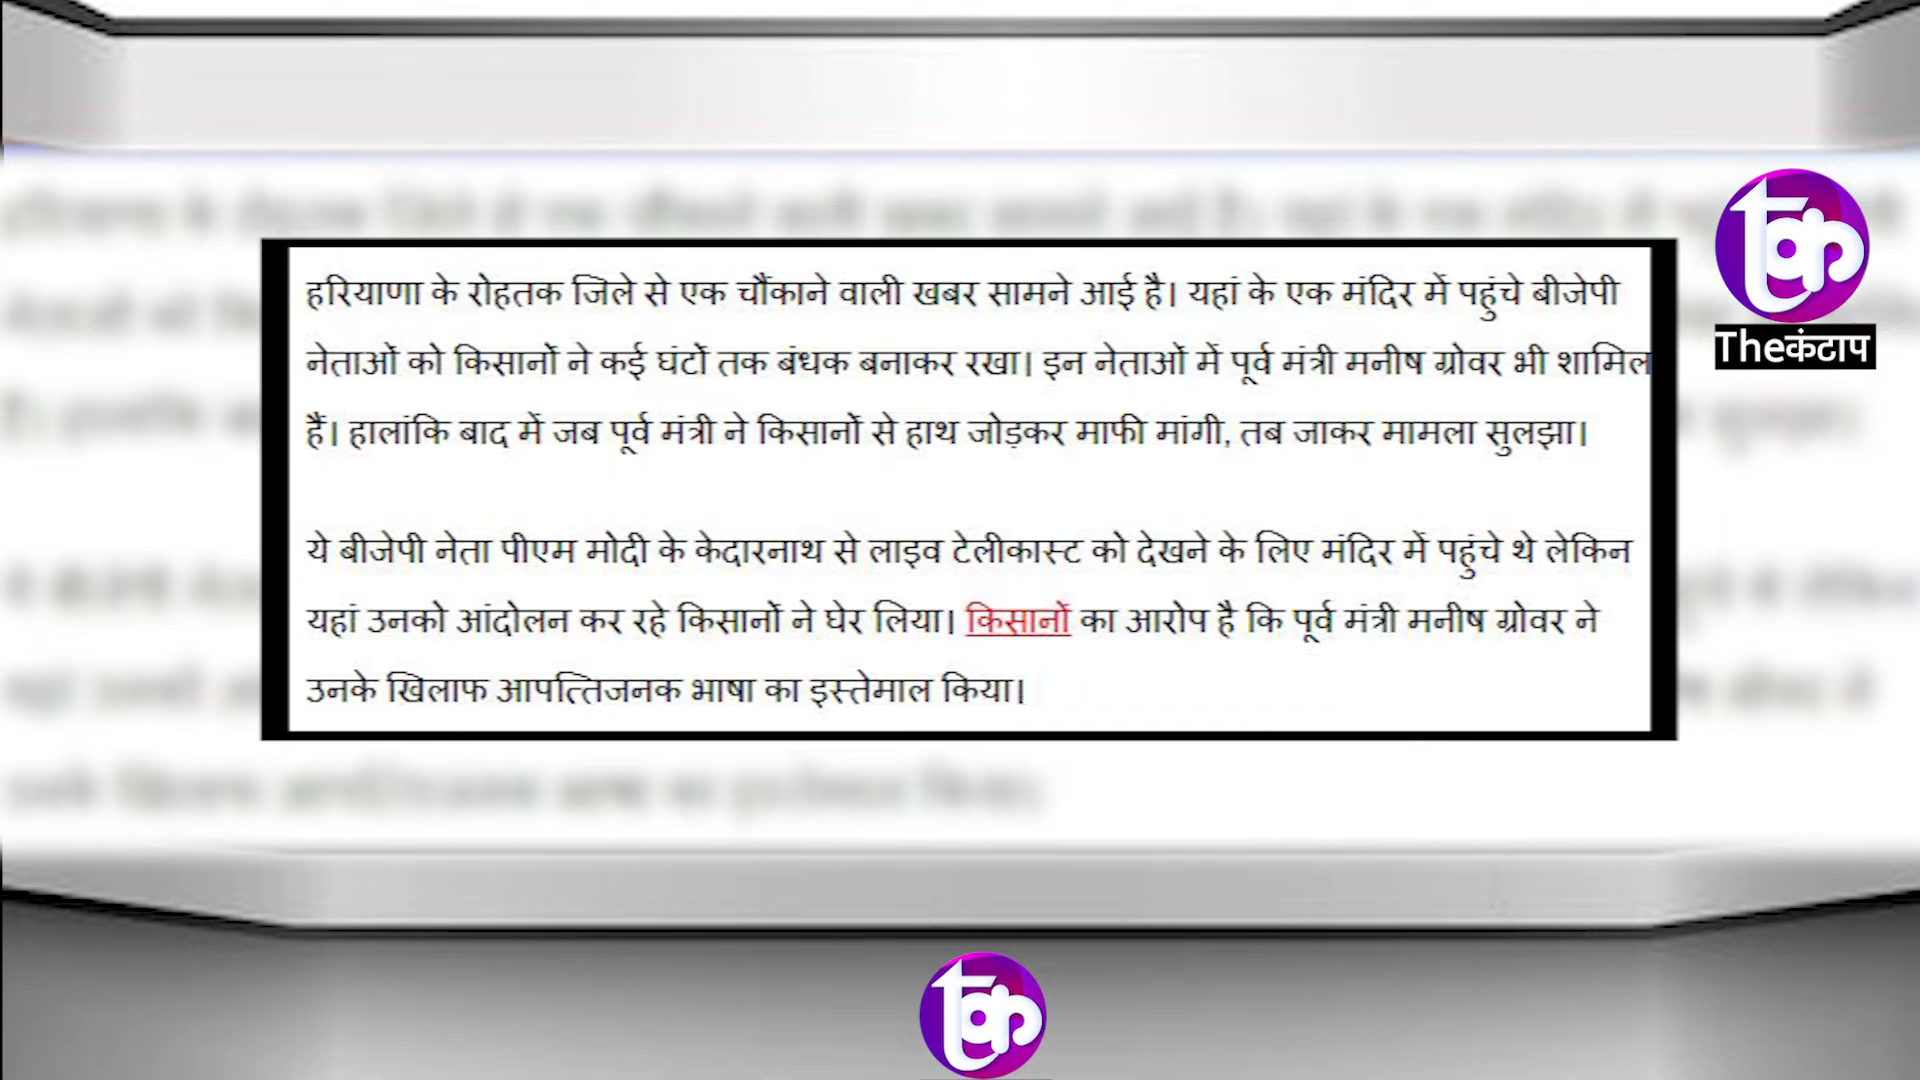 हरियाणा के रोहतक जिले से एक चौंकाने वाली खबर सामने आई है। यहां के एक मंदिर में पहुंचे बीजेपी
नेताओं को किसानों ने कई घंटों तक बंधक बनाकर रखा। इन नेताओं में पूर्व मंत्री मनीष ग्रोवर भी शामिल
हैं। हालांकि बाद में जब पूर्व मंत्री ने किसानों से हाथ जोड़कर माफी मांगी, तब जाकर मामला सुलझा।
ये बीजेपी नेता पीएम मोदी के केदारनाथ से लाइव टेलीकास्ट को देखने के लिए मंदिर में पहुंचे थे लेकिन
यहां उनको आंदोलन कर रहे किसानों ने घेर लिया। किसानों का आरोप है कि पूर्व मंत्री मनीष ग्रोवर ने
उनके खिलाफ आपत्तिजनक भाषा का इस्तेमाल किया।
Theकंटाप